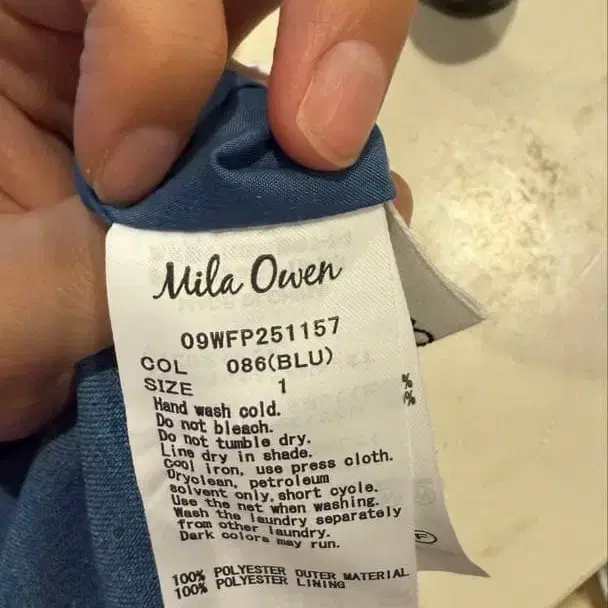 Mila Owen
09WFP251157
COL 086(BLU)
SIZE 1
Hand wash cold.
Do not bleach.
Do not tumble dry.
Line dry in shade.
Cool iron, use press cloth.
Dryclean, petroleum
solvent only, short cycle.
Use the net when washing.
Wash the laundry separately
from other laundry.
Dark colors may run.
100% POLYESTER OUTER MATERIAL
100% POLYESTER LINING
%
%